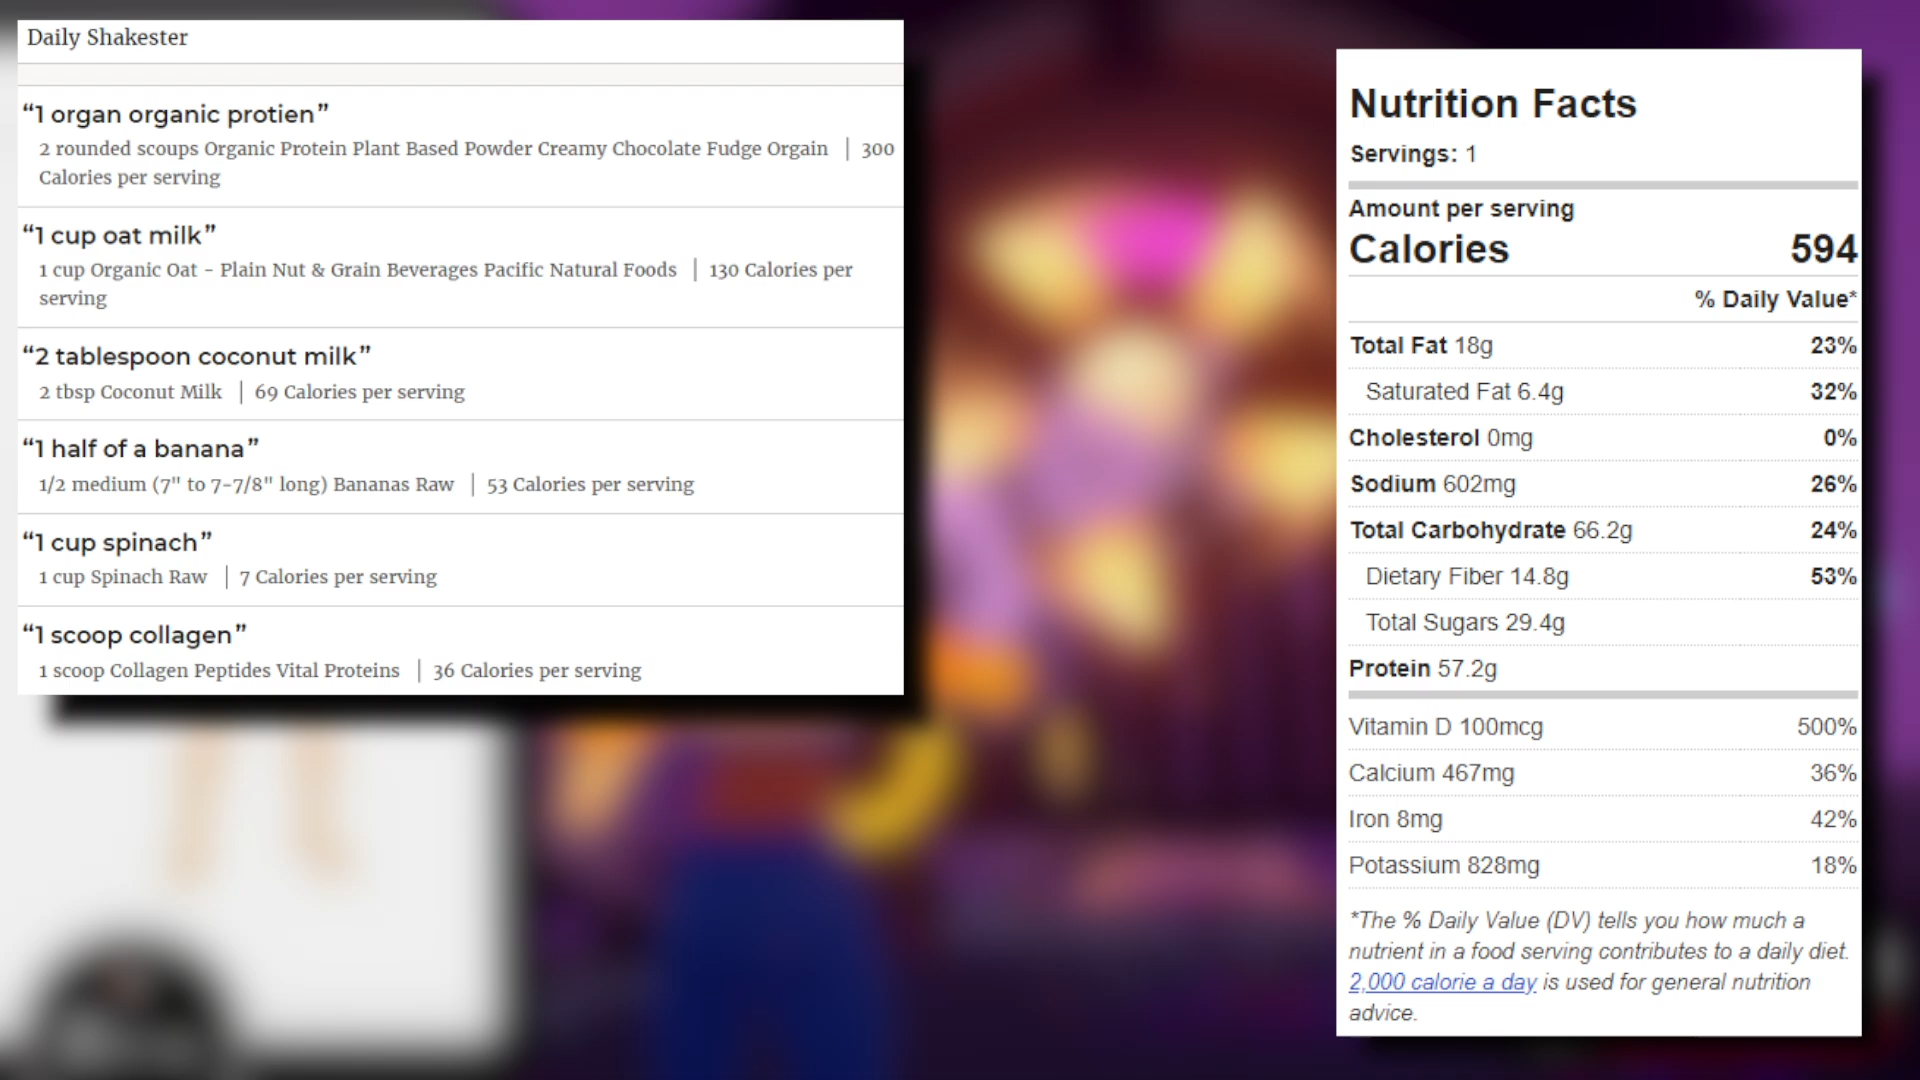 Daily Shakester
“1 organ organic protien”
2 rounded scoups Organic Protein Plant Based Powder Creamy Chocolate Fudge Orgain | 300
Calories per serving
“1 cup oat milk”
1 cup Organic Oat - Plain Nut & Grain Beverages Pacific Natural Foods | 130 Calories per
serving
“2 tablespoon coconut milk”
2 tbsp Coconut Milk | 69 Calories per serving
“1 half of a banana”
1/2 medium (7" to 7-7/8" long) Bananas Raw | 53 Calories per serving
“1 cup spinach”
1 cup Spinach Raw | 7 Calories per serving
“1 scoop collagen”
1 scoop Collagen Peptides Vital Proteins | 36 Calories per serving
Nutrition Facts
Servings: 1
Amount per serving
Calories 594
% Daily Value*
Total Fat 18g 23%
Saturated Fat 6.4g 32%
Cholesterol 0mg 0%
Sodium 602mg 26%
Total Carbohydrate 66.2g 24%
Dietary Fiber 14.8g 53%
Total Sugars 29.4g
Protein 57.2g
Vitamin D 100mcg 500%
Calcium 467mg 36%
Iron 8mg 42%
Potassium 828mg 18%
*The % Daily Value (DV) tells you how much a
nutrient in a food serving contributes to a daily diet.
2,000 calorie a day is used for general nutrition
advice.